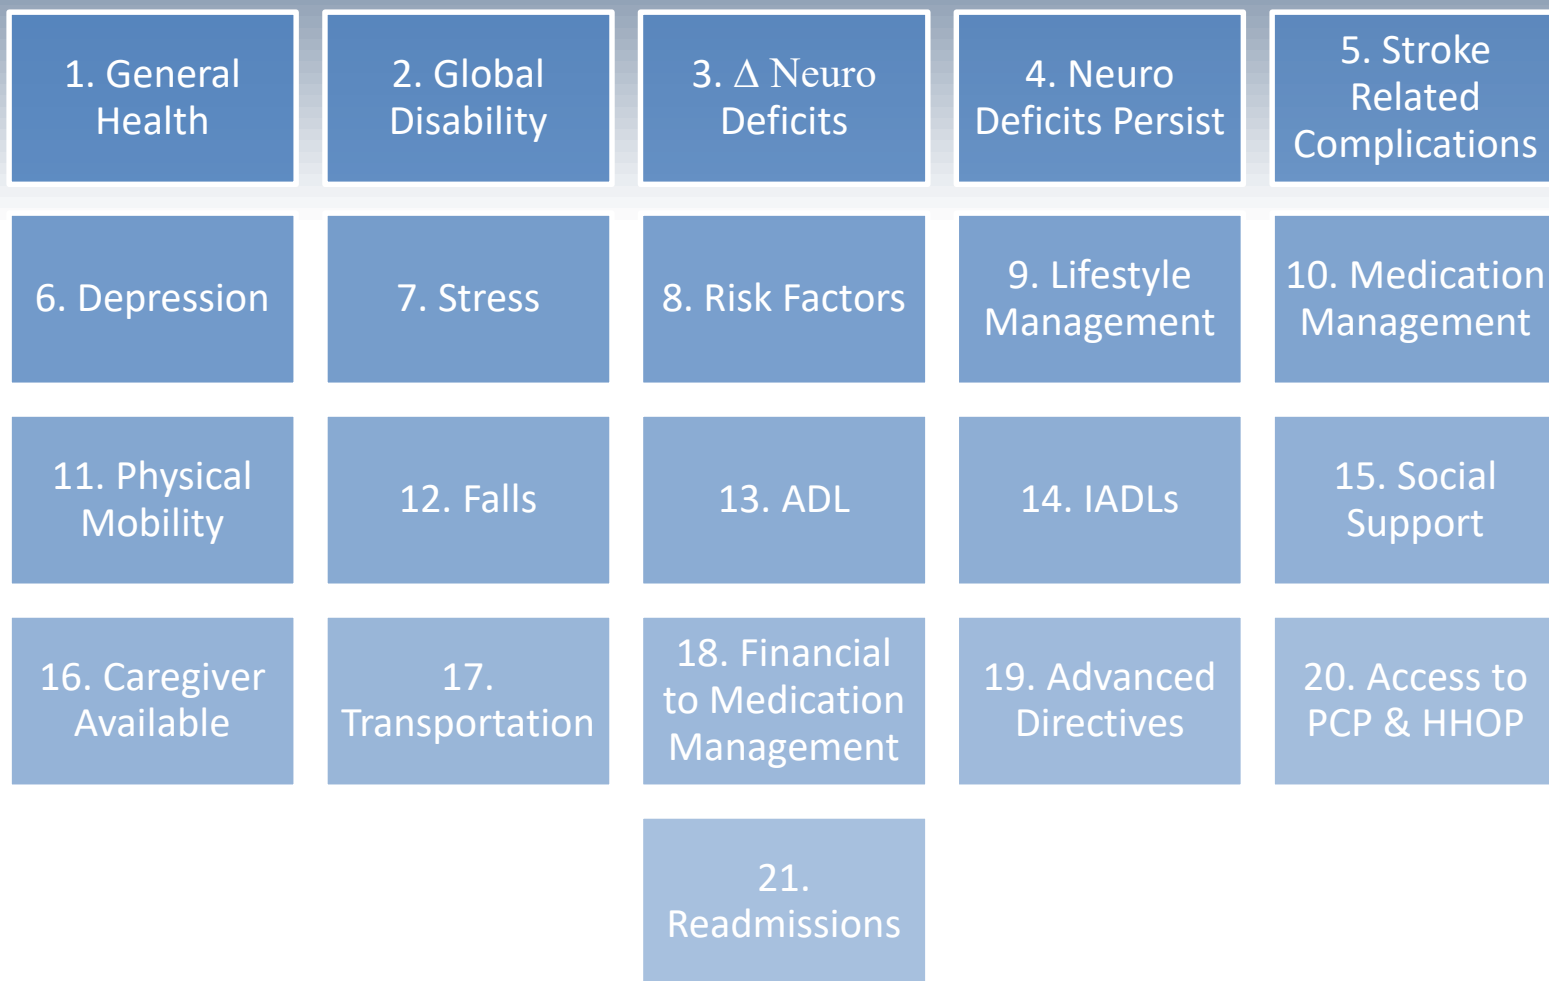 1. General
Health
2. Global
Disability
3. Δ Neuro
Deficits
4. Neuro
Deficits Persist
5. Stroke
Related
Complications
6. Depression
7. Stress
8. Risk Factors
9. Lifestyle
Management
10. Medication
Management
11. Physical
Mobility
12. Falls
13. ADL
14. IADLs
15. Social
Support
16. Caregiver
Available
17.
Transportation
18. Financial
to Medication
Management
19. Advanced
Directives
20. Access to
PCP & HHOP
21.
Readmissions